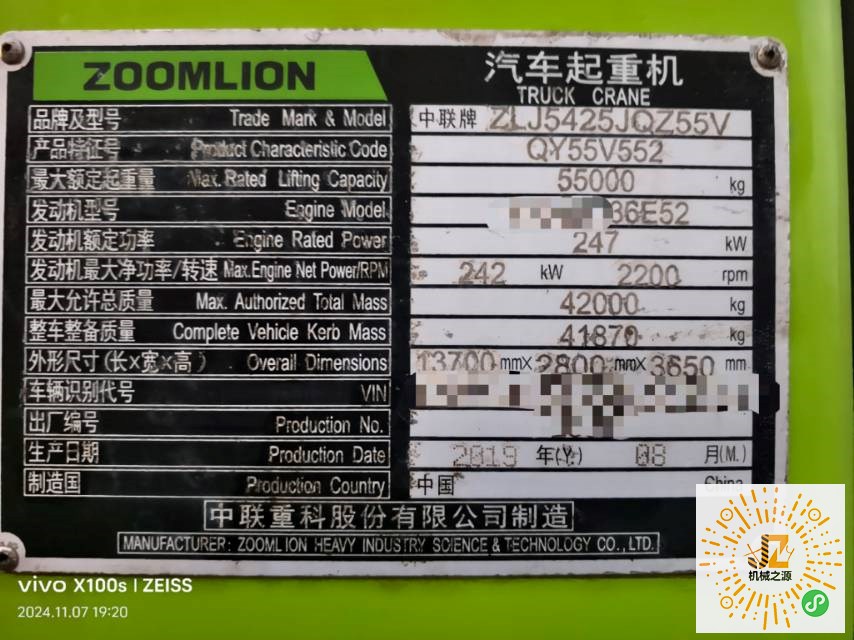 ZOOMLION
汽车起重机
TRUCK CRANE
品牌及型号 Trade Mark & Model 中联牌 ZLJ5425JQZ55V
产品特征号 Product Characteristic Code QY55V552
最大额定起重量 Max. Rated Lifting Capacity 55000 kg
发动机型号 Engine Model 36E52
发动机额定功率 Engine Rated Power 247 kW
发动机最大净功率/转速 Max.Engine Net Power/RPM 242 kW 2200 rpm
最大允许总质量 Max. Authorized Total Mass 42000 kg
整车整备质量 Complete Vehicle Kerb Mass 41870 kg
外形尺寸(长×宽×高) Overall Dimensions 13700 mm× 2800 mm× 3650 mm
车辆识别代号 VIN
出厂编号 Production No.
生产日期 Production Date 2019 年(Y.) 08 月(M.)
制造国 Production Country 中国 China
中联重科股份有限公司制造
MANUFACTURER: ZOOMLION HEAVY INDUSTRY SCIENCE & TECHNOLOGY CO., LTD.
vivo X100s | ZEISS
2024.11.07 19:20
JZ
机械之源